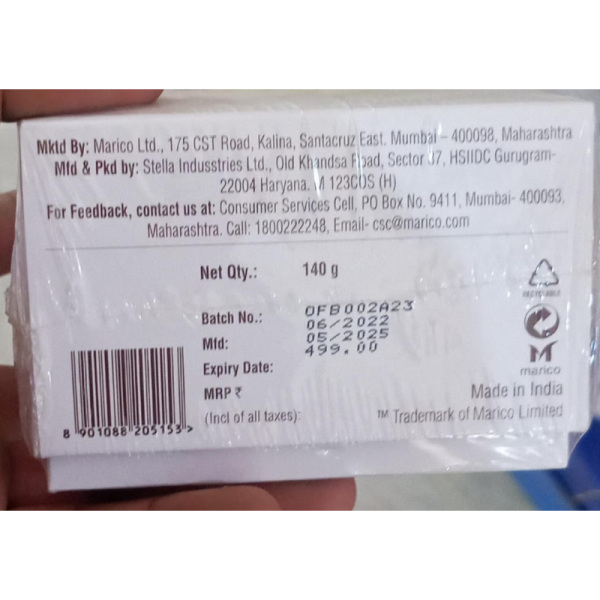 Mktd By: Marico Ltd., 175 CST Road, Kalina, Santacruz East. Mumbai – 400098, Maharashtra
Mfd & Pkd by: Stella Indusstries Ltd., Old Khandsa Road, Sector 37, HSIIDC Gurugram-
22004 Haryana. M 123COS (H)
For Feedback, contact us at: Consumer Services Cell, PO Box No. 9411, Mumbai- 400093,
Maharashtra. Call: 1800222248, Email- csc@marico.com
Net Qty.: 140 g
RECYCLABLE
Batch No.: OFB002A23
Mfd: 06/2022
Expiry Date: 05/2025
MRP ₹ 499.00
(Incl of all taxes):
marico
Made in India
TM Trademark of Marico Limited
8 901088 205153 >